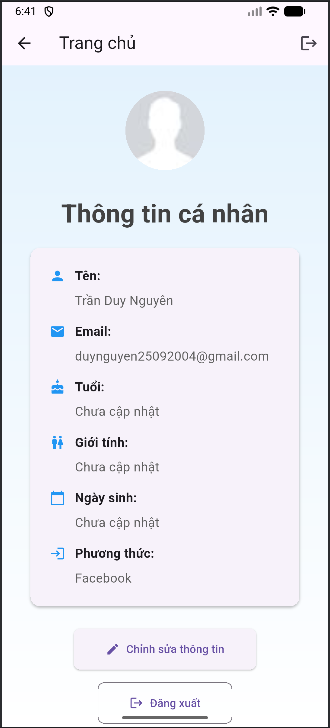 6:41
Trang chủ
Thông tin cá nhân
Tên:
Trần Duy Nguyên
Email:
duynguyen25092004@gmail.com
Tuổi:
Chưa cập nhật
Giới tính:
Chưa cập nhật
Ngày sinh:
Chưa cập nhật
Phương thức:
Facebook
Chỉnh sửa thông tin
Đăng xuất